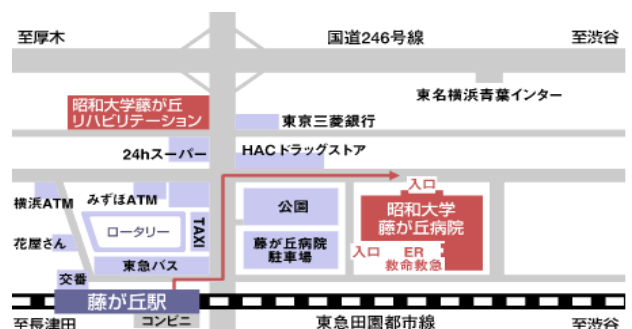 至厚木
国道246号線
至渋谷
東名横浜青葉インター
昭和大学藤が丘
リハビリテーション
東京三菱銀行
24hスーパー
HACドラッグストア
入口
横浜ATM
みずほATM
公園
昭和大学
藤が丘病院
ロータリー
TAXI
花屋さん
藤が丘病院
駐車場
入口
ER
救命救急
東急バス
交番
藤が丘駅
至長津田
コンビニ
東急田園都市線
至渋谷